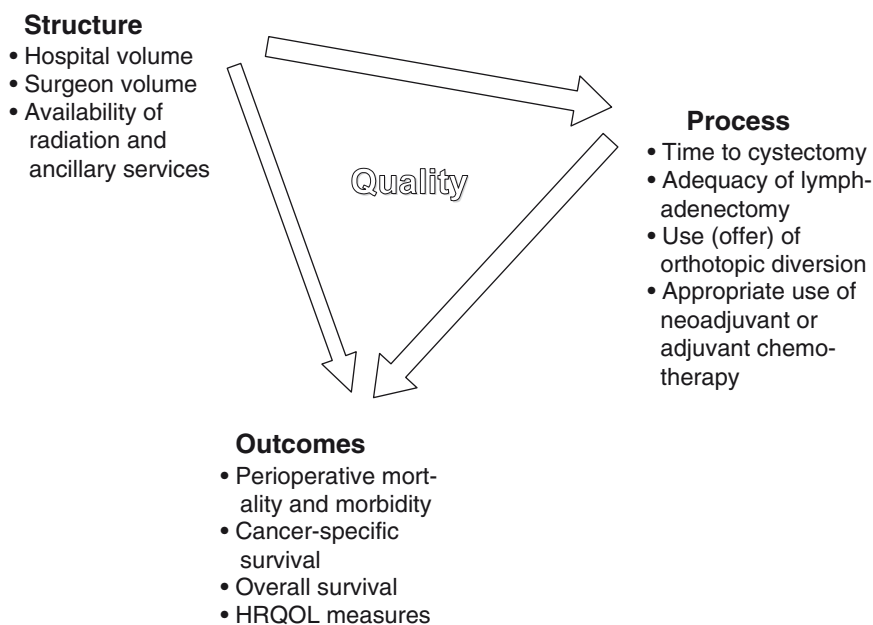 Structure
• Hospital volume
• Surgeon volume
• Availability of
radiation and
ancillary services
Quality
Process
• Time to cystectomy
• Adequacy of lymph-
adenectomy
• Use (offer) of
orthotopic diversion
• Appropriate use of
neoadjuvant or
adjuvant chemo-
therapy
Outcomes
• Perioperative mort-
ality and morbidity
• Cancer-specific
survival
• Overall survival
• HRQOL measures